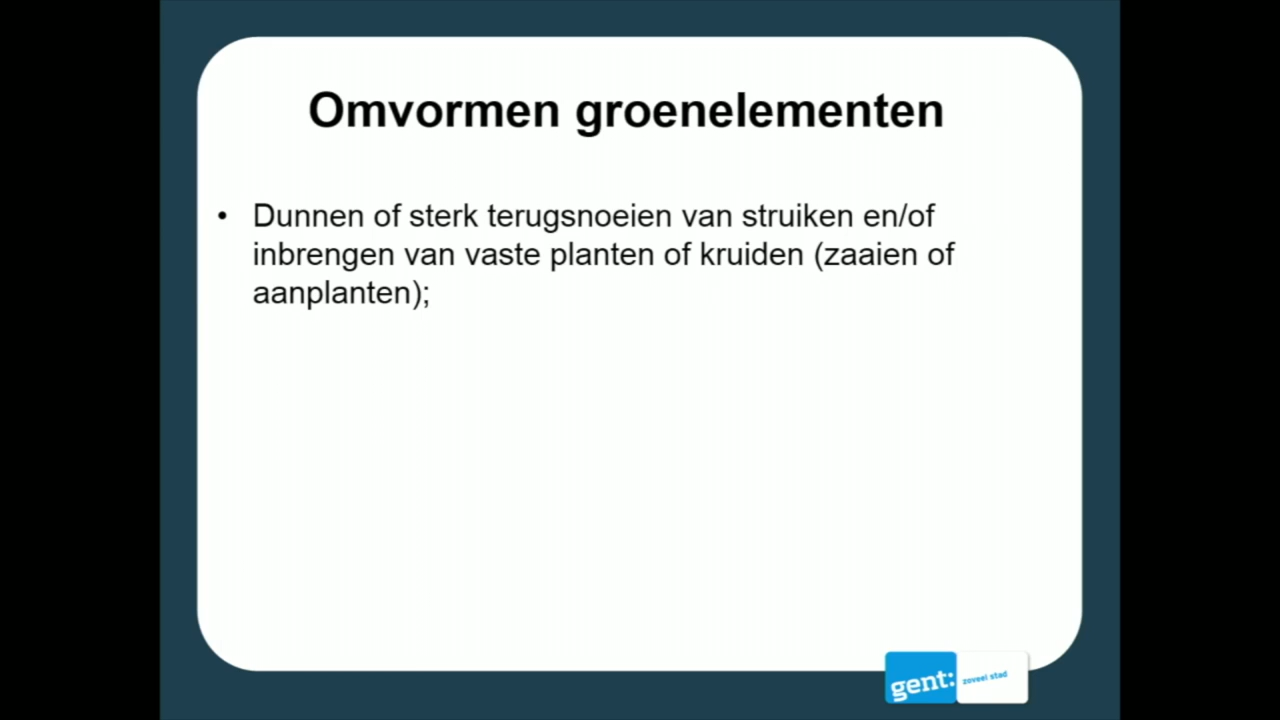 Omvormen groenelementen
• Dunnen of sterk terugsnoeien van struiken en/of
inbrengen van vaste planten of kruiden (zaaien of
aanplanten);
gent: zoveel stad